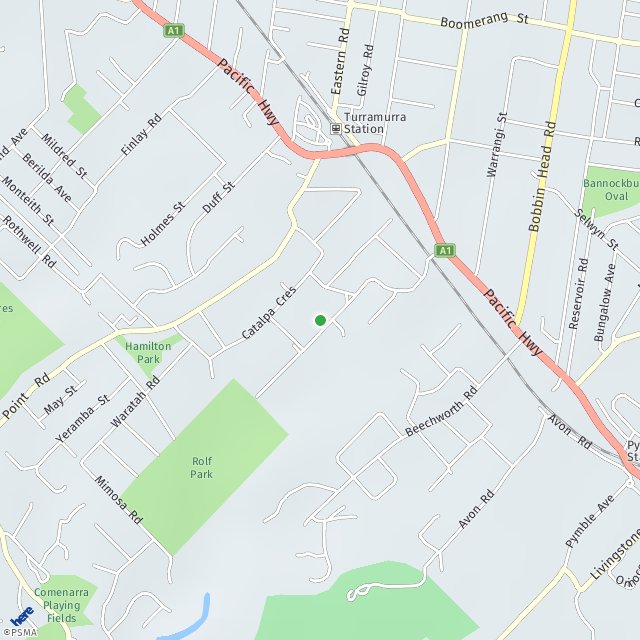 Boomerang St
A1
Eastern Rd
Gilroy Rd
Pacific Hwy
Turramurra
Station
Warrangi St
Bobbin Head Rd
Finlay Rd
Mildred St
Berilda Ave
Monteith St
Rothwell Rd
Duff St
Holmes St
Oval
Selwyn St
A1
Reservoir Rd
Bungalow Ave
Pacific Hwy
Catalpa Cres
Hamilton
Park
Point Rd
May St
Yeramba St
Waratah Rd
Beechworth Rd
Avon Rd
Rolf
Park
Mimosa Rd
Avon Rd
Pymble Ave
Livingstone
Comenarra
Playing
Fields
here
©PSMA